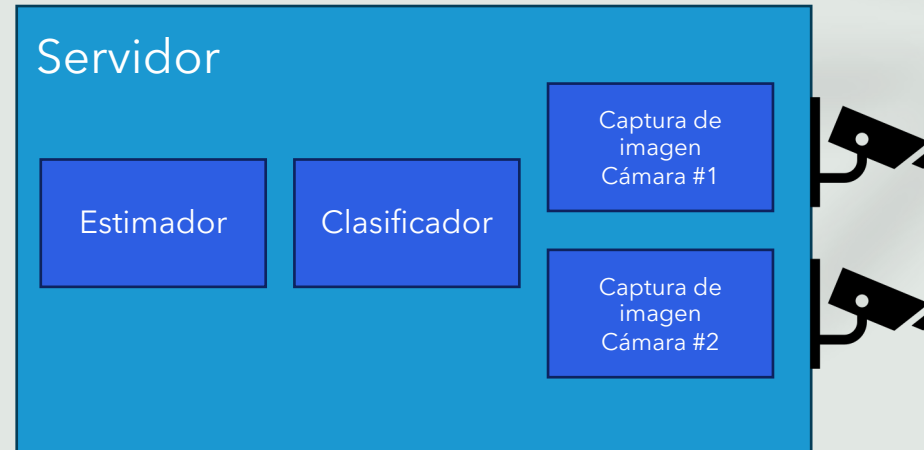 Servidor
Estimador
Clasificador
Captura de
imagen
Cámara #1
Captura de
imagen
Cámara #2